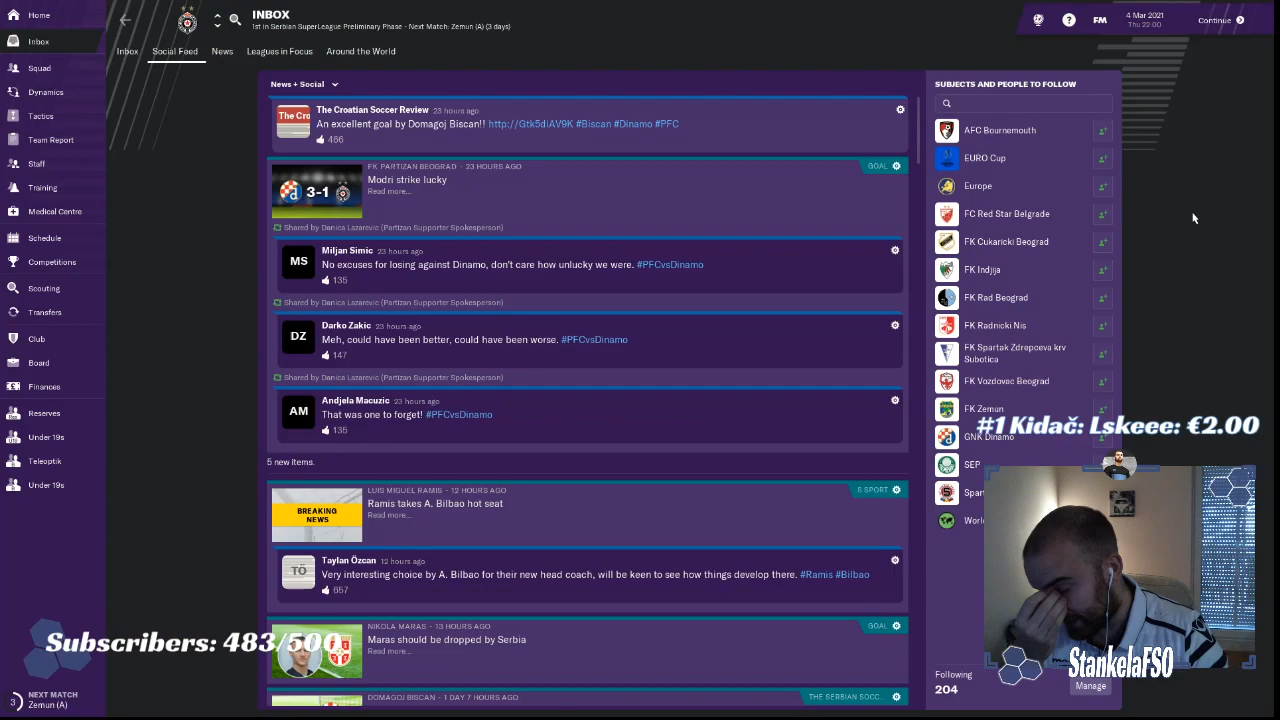 Home
INBOX
1st in Serbian SuperLeague Preliminary Phase - Next Match: Zemun (A) (3 days)
FM
4 Mar 2021
Thu 22:00
Continue
Inbox
Squad
Dynamics
Tactics
Team Report
Staff
Training
Medical Centre
Schedule
Competitions
Scouting
Transfers
Club
Board
Finances
Reserves
Under 19s
Teleoptik
Under 19s
NEXT MATCH
Zemun (A)
Inbox
Social Feed
News
Leagues in Focus
Around the World
News + Social
The Cro
The Croatian Soccer Review 23 hours ago
An excellent goal by Domagoj Biscan!! http://Gtk5diAV9K #Biscan #Dinamo #PFC
466
FK PARTIZAN BEOGRAD - 23 HOURS AGO
GOAL
3-1
Modri strike lucky
Read more...
Shared by Danica Lazarevic (Partizan Supporter Spokesperson)
MS
Miljan Simic 23 hours ago
No excuses for losing against Dinamo, don't care how unlucky we were. #PFCvsDinamo
135
Shared by Danica Lazarevic (Partizan Supporter Spokesperson)
DZ
Darko Zakic 23 hours ago
Meh, could have been better, could have been worse. #PFCvsDinamo
147
Shared by Danica Lazarevic (Partizan Supporter Spokesperson)
AM
Andjela Macuzic 23 hours ago
That was one to forget! #PFCvsDinamo
135
5 new items.
LUIS MIGUEL RAMIS - 12 HOURS AGO
S SPORT
BREAKING
NEWS
Ramis takes A. Bilbao hot seat
Read more...
TÖ
Taylan Özcan 12 hours ago
Very interesting choice by A. Bilbao for their new head coach, will be keen to see how things develop there. #Ramis #Bilbao
657
NIKOLA MARAS - 13 HOURS AGO
GOAL
Maras should be dropped by Serbia
Read more...
DOMAGOJ BISCAN - 1 DAY 7 HOURS AGO
THE SERBIAN SOCC...
SUBJECTS AND PEOPLE TO FOLLOW
AFC Bournemouth
EURO Cup
Europe
FC Red Star Belgrade
FK Cukaricki Beograd
FK Indjija
FK Rad Beograd
FK Radnicki Nis
FK Spartak Zdrepceva krv
Subotica
FK Vozdovac Beograd
FK Zemun
GNK Dinamo
SEP
Spart
World
Following
204
Manage
#1 Kidač: Lskeee: €2.00
Subscribers: 483/500
StankelaFSO